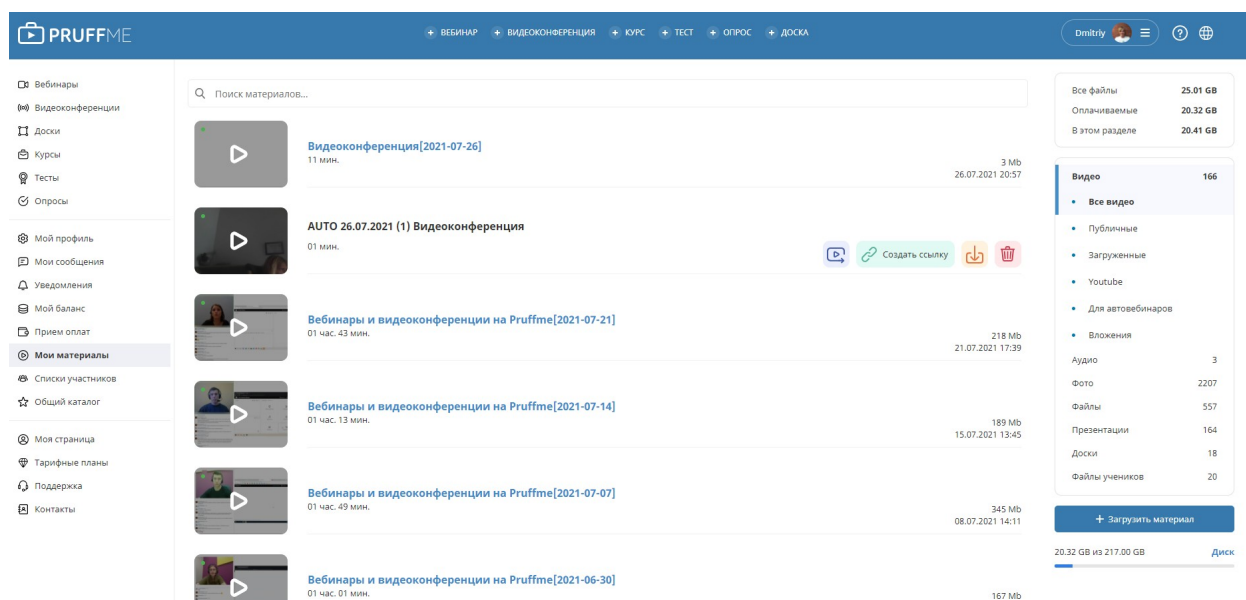 PRUFFME
ВЕБИНАР ВИДЕОКОНФЕРЕНЦИЯ КУРС ТЕСТ ОПРОС ДОСКА
Dmitriy
Вебинары
Видеоконференции
Доски
Курсы
Тесты
Опросы
Мой профиль
Мои сообщения
Уведомления
Мой баланс
Прием оплат
Мои материалы
Списки участников
Общий каталог
Моя страница
Тарифные планы
Поддержка
Контакты
Поиск материалов...
Видеоконференция[2021-07-26]
11 мин.
3 Mb
26.07.2021 20:57
AUTO 26.07.2021 (1) Видеоконференция
01 мин.
Создать ссылку
Вебинары и видеоконференции на Pruffme[2021-07-21]
01 час. 43 мин.
218 Mb
21.07.2021 17:39
Вебинары и видеоконференции на Pruffme[2021-07-14]
01 час. 13 мин.
189 Mb
15.07.2021 13:45
Вебинары и видеоконференции на Pruffme[2021-07-07]
01 час. 49 мин.
345 Mb
08.07.2021 14:11
Вебинары и видеоконференции на Pruffme[2021-06-30]
01 час. 01 мин.
167 Mb
Все файлы 25.01 GB
Оплачиваемые 20.32 GB
В этом разделе 20.41 GB
Видео 166
Все видео
Публичные
Загруженные
Youtube
Для автовебинаров
Вложения
Аудио 3
Фото 2207
Файлы 557
Презентации 164
Доски 18
Файлы учеников 20
+ Загрузить материал
20.32 GB из 217.00 GB Диск